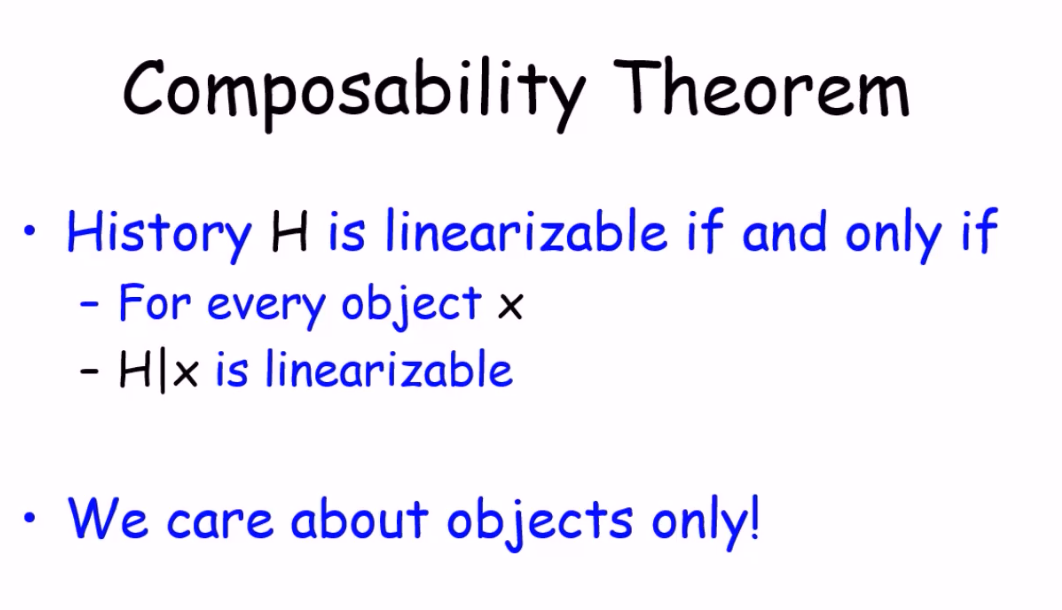 Composability Theorem
• History H is linearizable if and only if
– For every object x
– H|x is linearizable
• We care about objects only!